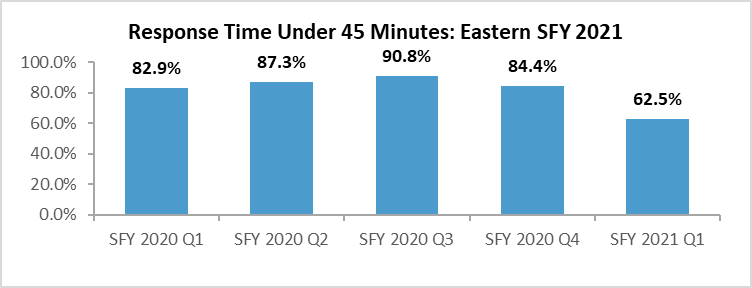 Response Time Under 45 Minutes: Eastern SFY 2021
100.0%
80.0%
60.0%
40.0%
20.0%
0.0%
82.9%
87.3%
90.8%
84.4%
62.5%
SFY 2020 Q1
SFY 2020 Q2
SFY 2020 Q3
SFY 2020 Q4
SFY 2021 Q1